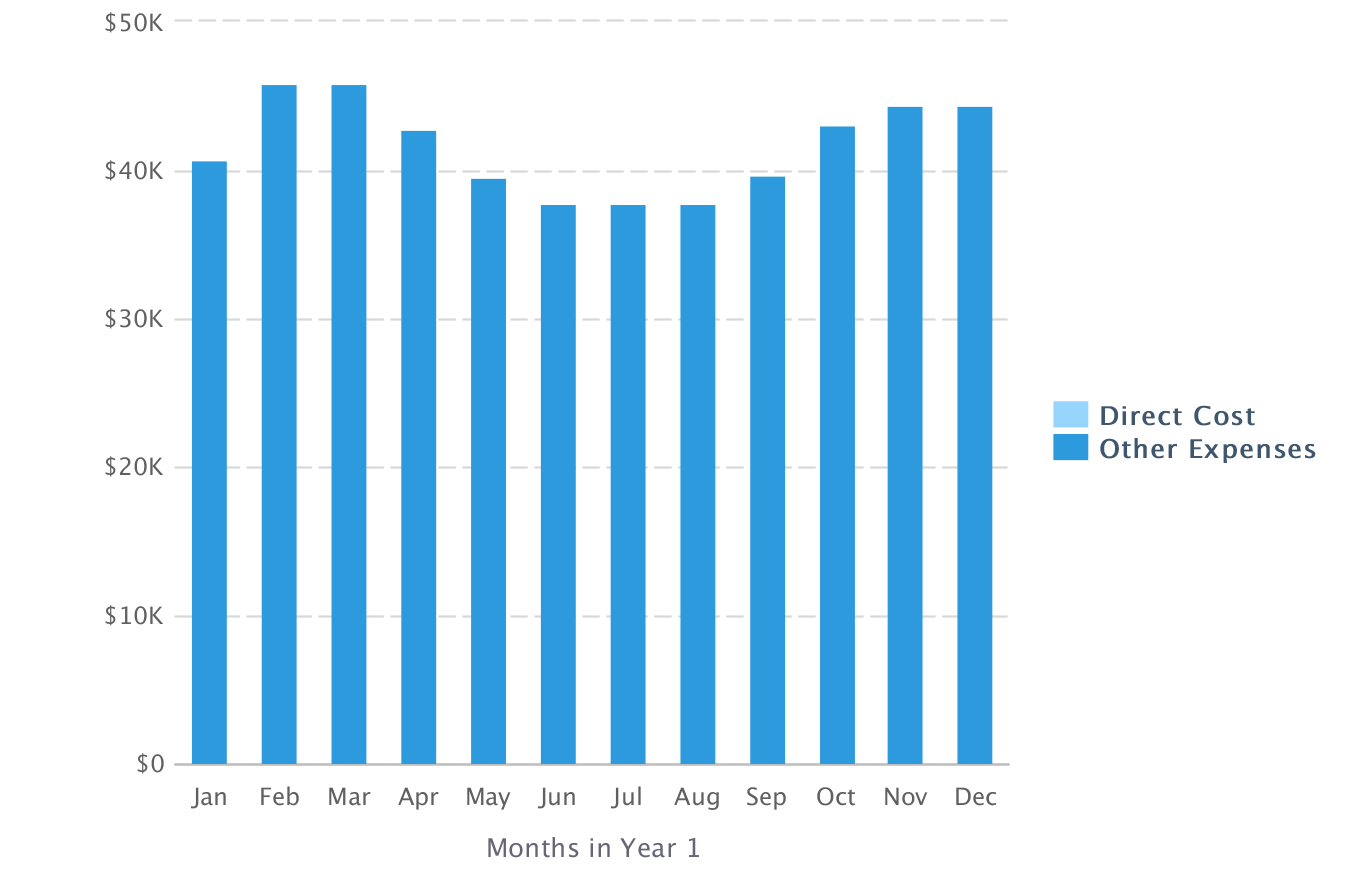 $50K
$40K
$30K
$20K
$10K
$0
Jan Feb Mar Apr May Jun Jul Aug Sep Oct Nov Dec
Months in Year 1
Direct Cost
Other Expenses